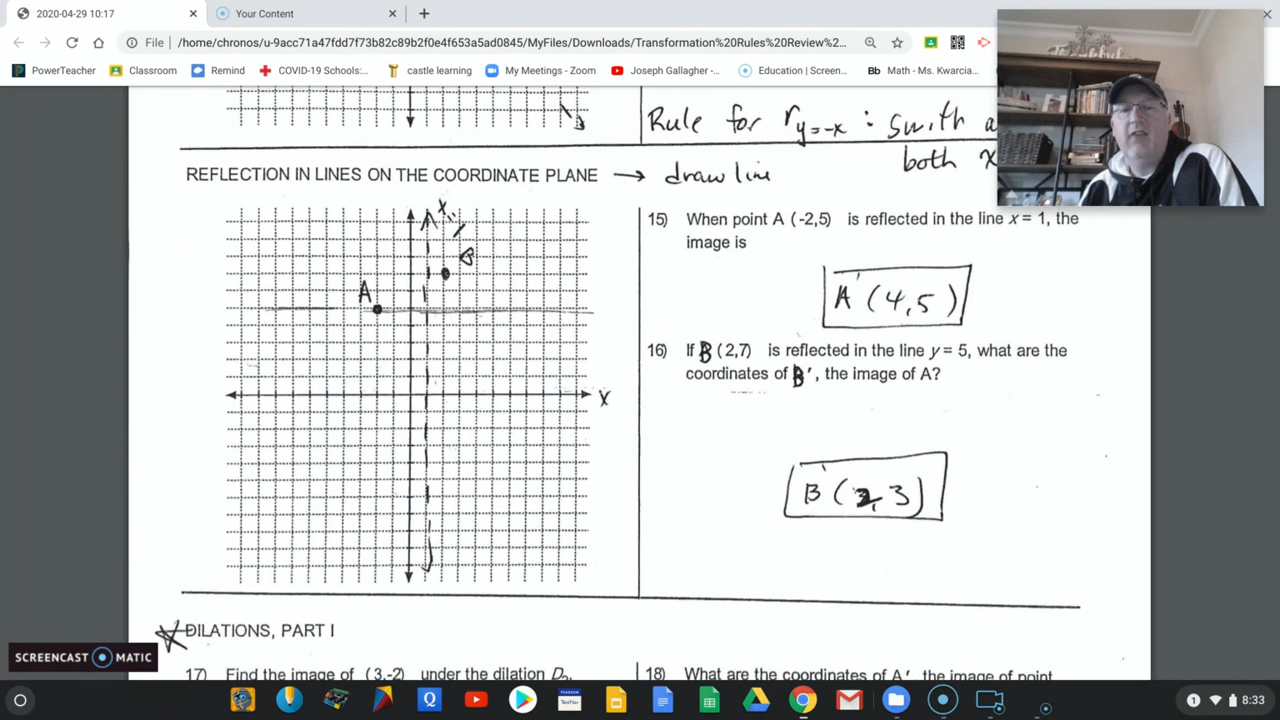 2020-04-29 10:17
Your Content
File
/home/chronos/u-9acc71a47fdd7f73b82c89b2f0e4f653a5ad0845/MyFiles/Downloads/Transformation%20Rules%20Review%2...
PowerTeacher
Classroom
Remind
COVID-19 Schools:...
castle learning
My Meetings - Zoom
Joseph Gallagher -...
Education | Screen...
Bb Math - Ms. Kwarcia...
Rule for r y=-x : swith a
both x
REFLECTION IN LINES ON THE COORDINATE PLANE → draw line
x=1
B
A
X
15) When point A (-2,5) is reflected in the line x = 1, the
image is
A' (4,5)
16) If B (2,7) is reflected in the line y = 5, what are the
coordinates of B', the image of A?
B' (2,3)
DILATIONS, PART I
17) Find the image of (3,-2) under the dilation D
18) What are the coordinates of A', the image of point
SCREENCAST MATIC
1
8:33